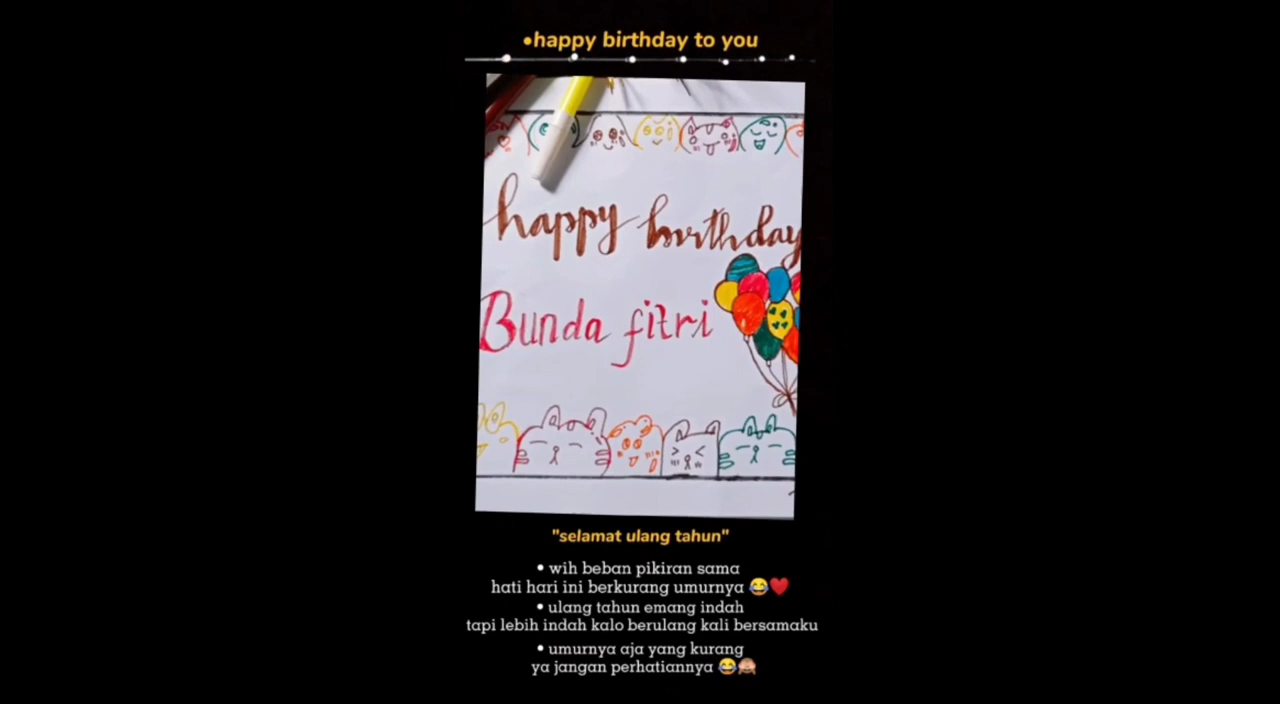 •happy birthday to you
happy birthday
Bunda fitri
"selamat ulang tahun"
• wih beban pikiran sama
hati hari ini berkurang umurnya 😂❤️
• ulang tahun emang indah
tapi lebih indah kalo berulang kali bersamaku
• umurnya aja yang kurang
ya jangan perhatiannya 😂🙈